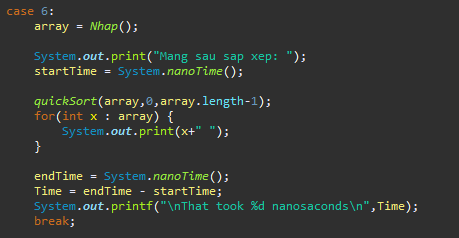 case 6:
    array = Nhap();

    System.out.print("Mang sau sap xep: ");
    startTime = System.nanoTime();

    quickSort(array,0,array.length-1);
    for(int x : array) {
        System.out.print(x+" ");
    }

    endTime = System.nanoTime();
    Time = endTime - startTime;
    System.out.printf("\nThat took %d nanosaconds\n",Time);
    break;